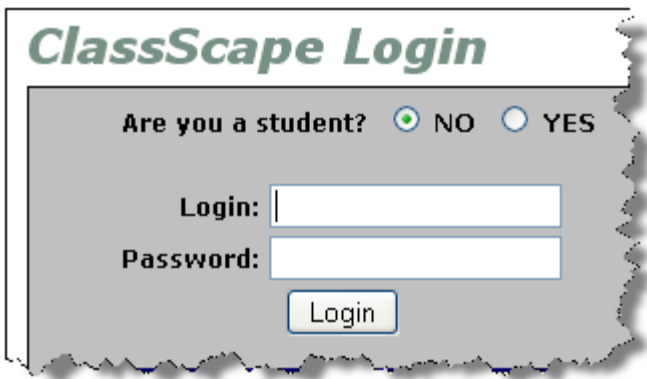 ClassScape Login
Are you a student? NO YES
Login:
Password:
Login